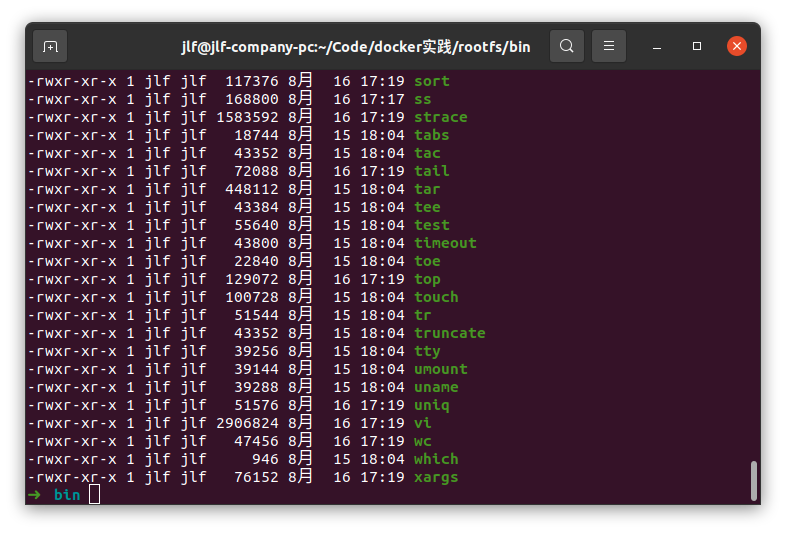 jlf@jlf-company-pc:~/Code/docker实践/rootfs/bin
-rwxr-xr-x 1 jlf jlf  117376 8月  16 17:19 sort
-rwxr-xr-x 1 jlf jlf  168800 8月  16 17:17 ss
-rwxr-xr-x 1 jlf jlf 1583592 8月  16 17:19 strace
-rwxr-xr-x 1 jlf jlf   18744 8月  15 18:04 tabs
-rwxr-xr-x 1 jlf jlf   43352 8月  15 18:04 tac
-rwxr-xr-x 1 jlf jlf   72088 8月  16 17:19 tail
-rwxr-xr-x 1 jlf jlf  448112 8月  15 18:04 tar
-rwxr-xr-x 1 jlf jlf   43384 8月  15 18:04 tee
-rwxr-xr-x 1 jlf jlf   55640 8月  15 18:04 test
-rwxr-xr-x 1 jlf jlf   43800 8月  15 18:04 timeout
-rwxr-xr-x 1 jlf jlf   22840 8月  15 18:04 toe
-rwxr-xr-x 1 jlf jlf  129072 8月  16 17:19 top
-rwxr-xr-x 1 jlf jlf  100728 8月  15 18:04 touch
-rwxr-xr-x 1 jlf jlf   51544 8月  15 18:04 tr
-rwxr-xr-x 1 jlf jlf   43352 8月  15 18:04 truncate
-rwxr-xr-x 1 jlf jlf   39256 8月  15 18:04 tty
-rwxr-xr-x 1 jlf jlf   39144 8月  15 18:04 umount
-rwxr-xr-x 1 jlf jlf   39288 8月  15 18:04 uname
-rwxr-xr-x 1 jlf jlf   51576 8月  16 17:19 uniq
-rwxr-xr-x 1 jlf jlf 2906824 8月  16 17:19 vi
-rwxr-xr-x 1 jlf jlf   47456 8月  16 17:19 wc
-rwxr-xr-x 1 jlf jlf     946 8月  15 18:04 which
-rwxr-xr-x 1 jlf jlf   76152 8月  16 17:19 xargs
➜  bin